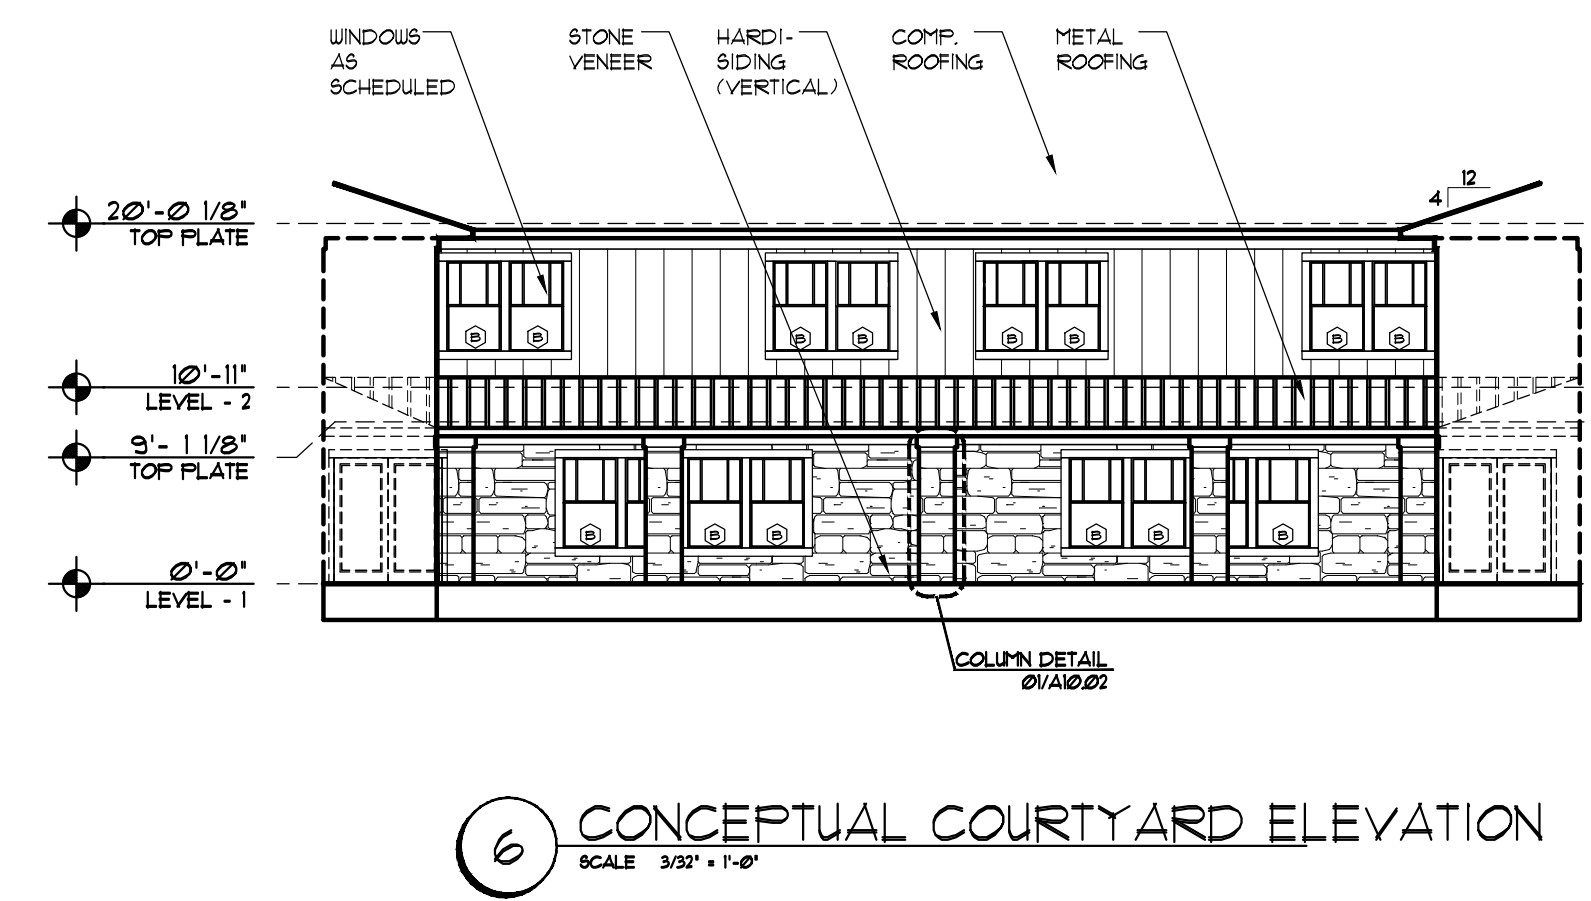 WINDOWS
AS
SCHEDULED
STONE
VENEER
HARDI-
SIDING
(VERTICAL)
COMP.
ROOFING
METAL
ROOFING
12
4
20'-0 1/8"
TOP PLATE
10'-11"
LEVEL - 2
9'- 1 1/8"
TOP PLATE
0'-0"
LEVEL - 1
B B B B B B B B
B B B B B B
COLUMN DETAIL
01/A10.02
6
CONCEPTUAL COURTYARD ELEVATION
SCALE 3/32" = 1'-0"